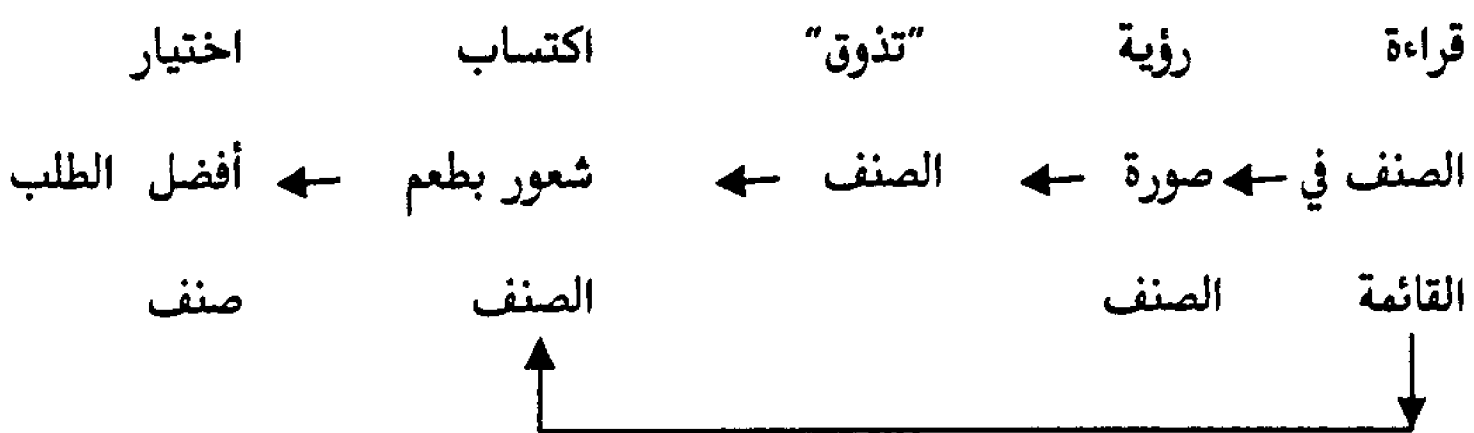 قراءة رؤية "تذوق" اكتساب اختيار
الصنف في صورة الصنف شعور بطعم أفضل الطلب
القائمة الصنف الصنف صنف